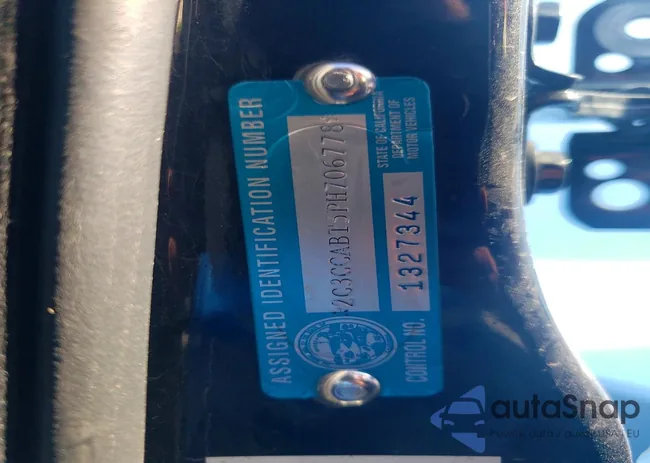 ASSIGNED IDENTIFICATION NUMBER
*2C3CCAB15PH706778*
STATE OF CALIFORNIA
DEPARTMENT OF
MOTOR VEHICLES
CONTROL NO. 1327344
autaSnap